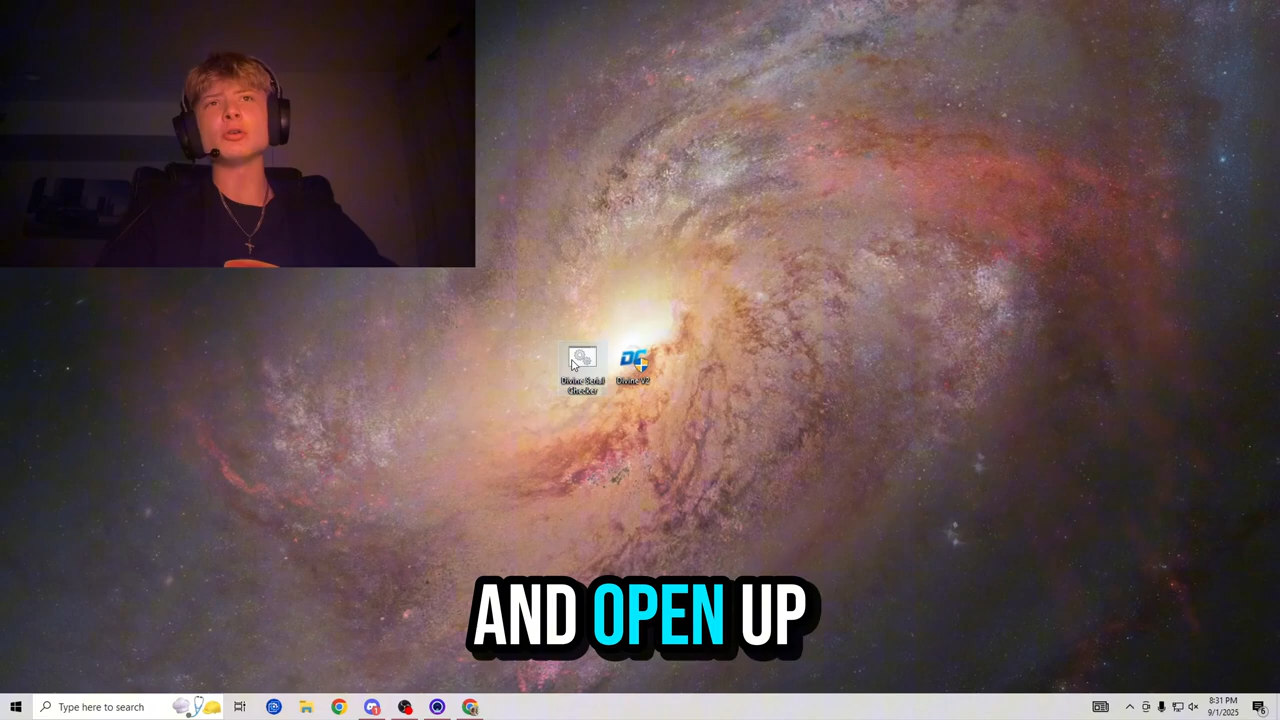 Divine Serial
Checker
Divine V2
AND OPEN UP
Type here to search
8:31 PM
9/1/2025